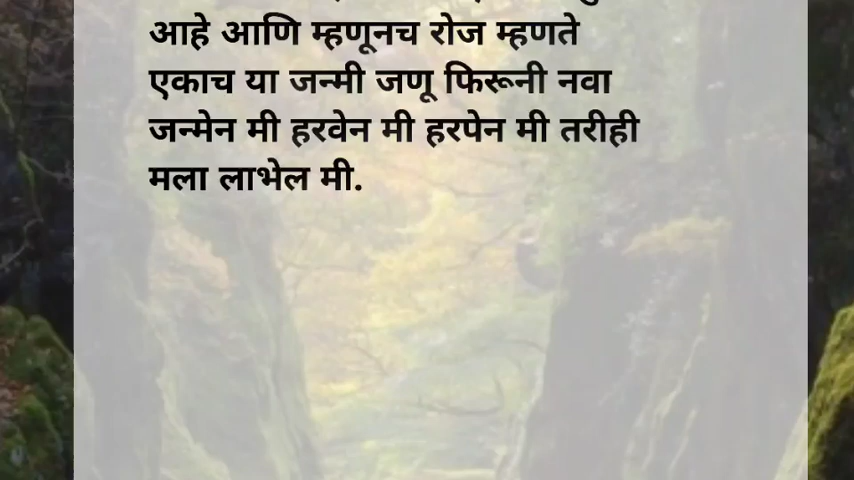 आहे आणि म्हणूनच रोज म्हणते
एकाच या जन्मी जणू फिरूनी नवा
जन्मेन मी हरवेन मी हरपेन मी तरीही
मला लाभेल मी.